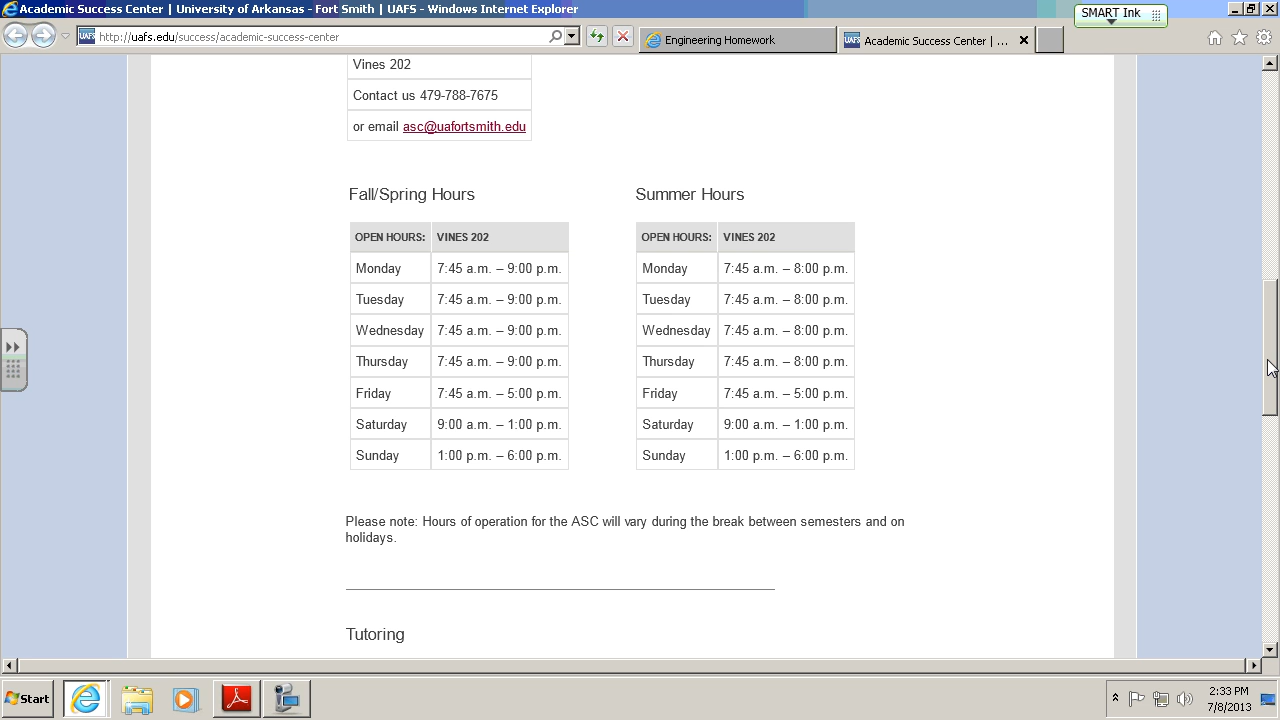 Academic Success Center | University of Arkansas - Fort Smith | UAFS - Windows Internet Explorer
SMART Ink
UAFS http://uafs.edu/success/academic-success-center
Engineering Homework
UAFS Academic Success Center | ...
Vines 202
Contact us 479-788-7675
or email asc@uafortsmith.edu
Fall/Spring Hours
OPEN HOURS: VINES 202
Monday 7:45 a.m. – 9:00 p.m.
Tuesday 7:45 a.m. – 9:00 p.m.
Wednesday 7:45 a.m. – 9:00 p.m.
Thursday 7:45 a.m. – 9:00 p.m.
Friday 7:45 a.m. – 5:00 p.m.
Saturday 9:00 a.m. – 1:00 p.m.
Sunday 1:00 p.m. – 6:00 p.m.
Summer Hours
OPEN HOURS: VINES 202
Monday 7:45 a.m. – 8:00 p.m.
Tuesday 7:45 a.m. – 8:00 p.m.
Wednesday 7:45 a.m. – 8:00 p.m.
Thursday 7:45 a.m. – 8:00 p.m.
Friday 7:45 a.m. – 5:00 p.m.
Saturday 9:00 a.m. – 1:00 p.m.
Sunday 1:00 p.m. – 6:00 p.m.
Please note: Hours of operation for the ASC will vary during the break between semesters and on
holidays.
Tutoring
Start
2:33 PM
7/8/2013